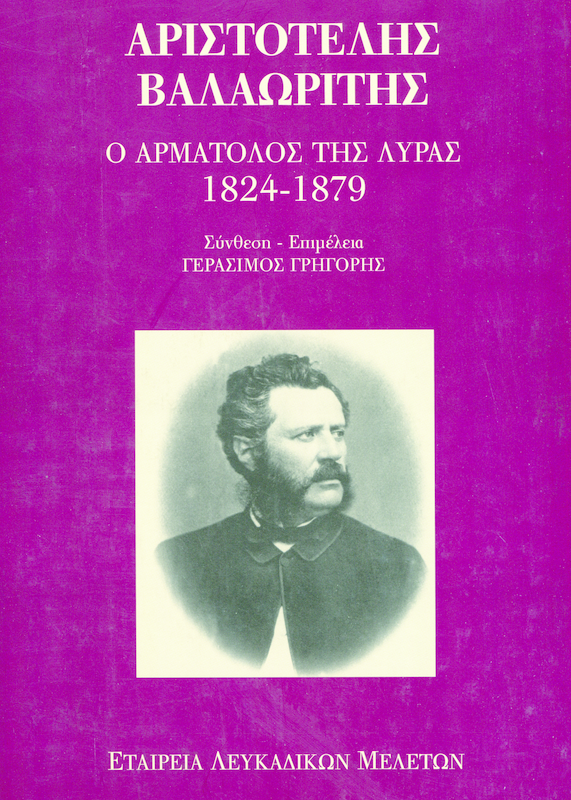 ΑΡΙΣΤΟΤΕΛΗΣ
ΒΑΛΑΩΡΙΤΗΣ
Ο ΑΡΜΑΤΟΛΟΣ ΤΗΣ ΛΥΡΑΣ
1824-1879
Σύνθεση - Επιμέλεια
ΓΕΡΑΣΙΜΟΣ ΓΡΗΓΟΡΗΣ
ΕΤΑΙΡΕΙΑ ΛΕΥΚΑΔΙΚΩΝ ΜΕΛΕΤΩΝ